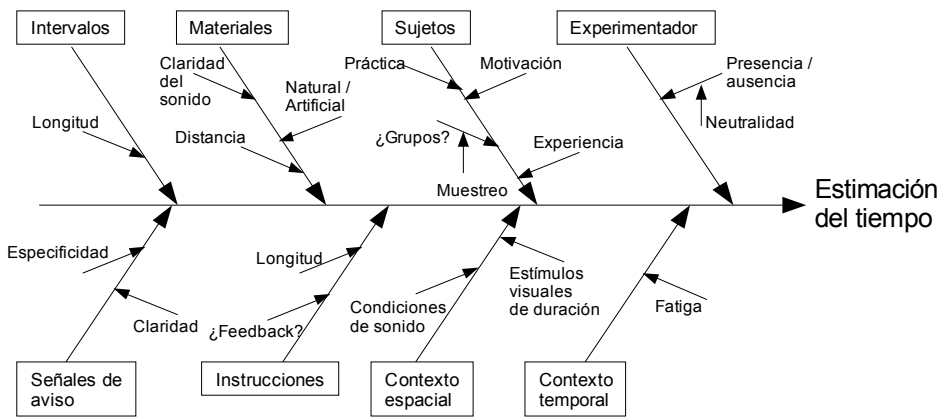 Intervalos
Materiales
Sujetos
Experimentador
Claridad
del
sonido
Práctica
Motivación
Presencia /
ausencia
Natural /
Artificial
Longitud
Distancia
¿Grupos?
Experiencia
Neutralidad
Muestreo
Estimación
del tiempo
Especificidad
Longitud
Estímulos
visuales
de duración
Condiciones
de sonido
Fatiga
Claridad
¿Feedback?
Señales de
aviso
Instrucciones
Contexto
espacial
Contexto
temporal